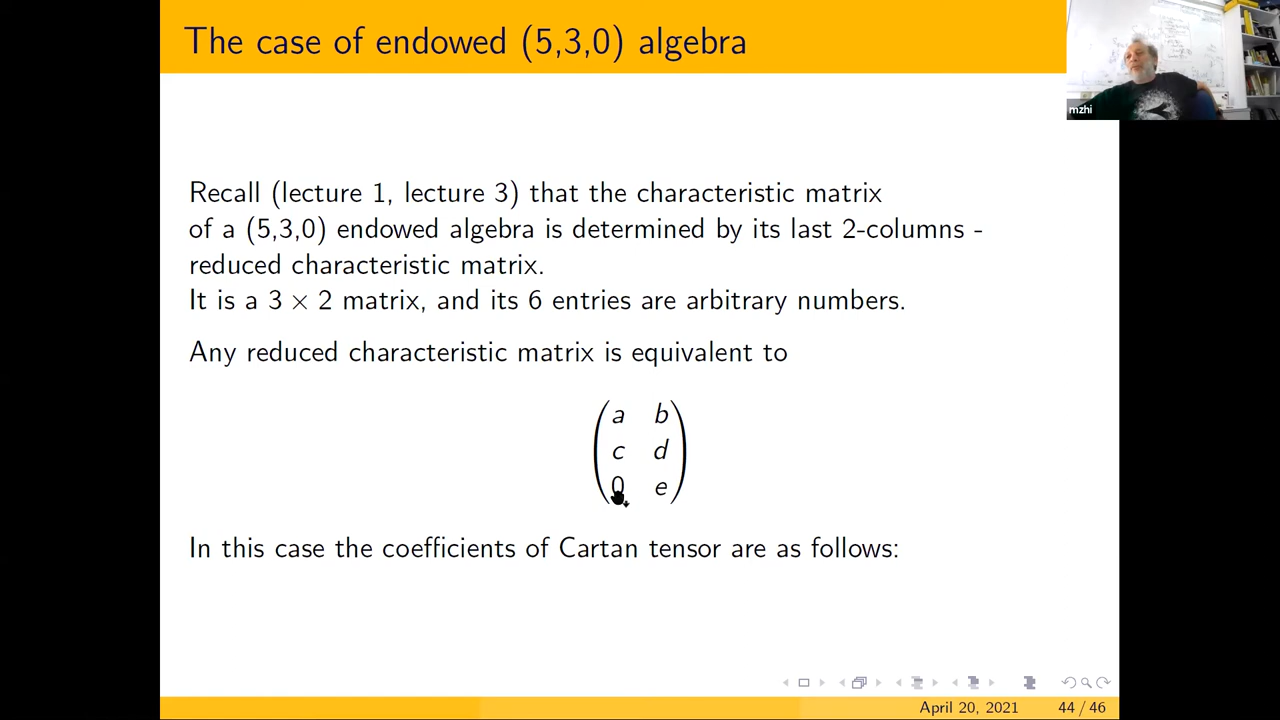 The case of endowed (5,3,0) algebra
mzhi
Recall (lecture 1, lecture 3) that the characteristic matrix
of a (5,3,0) endowed algebra is determined by its last 2-columns -
reduced characteristic matrix.
It is a 3 × 2 matrix, and its 6 entries are arbitrary numbers.
Any reduced characteristic matrix is equivalent to
a b
c d
0 e
In this case the coefficients of Cartan tensor are as follows:
April 20, 2021 44 / 46